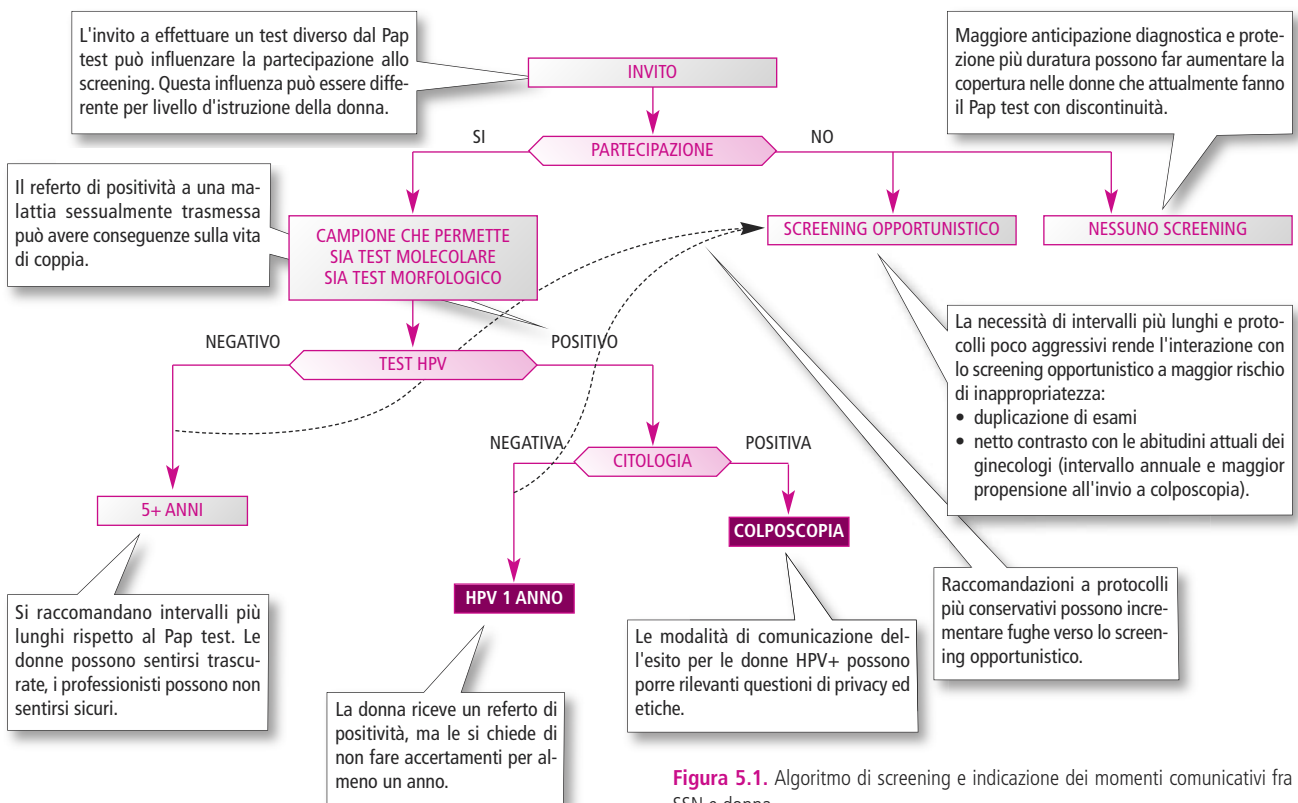 L'invito a effettuare un test diverso dal Pap
test può influenzare la partecipazione allo
screening. Questa influenza può essere diffe-
rente per livello d'istruzione della donna.
INVITO
Maggiore anticipazione diagnostica e prote-
zione più duratura possono far aumentare la
copertura nelle donne che attualmente fanno
il Pap test con discontinuità.
SI
PARTECIPAZIONE
NO
Il referto di positività a una ma-
lattia sessualmente trasmessa
può avere conseguenze sulla vita
di coppia.
CAMPIONE CHE PERMETTE
SIA TEST MOLECOLARE
SIA TEST MORFOLOGICO
SCREENING OPPORTUNISTICO
NESSUNO SCREENING
NEGATIVO
POSITIVO
TEST HPV
La necessità di intervalli più lunghi e proto-
colli poco aggressivi rende l'interazione con
lo screening opportunistico a maggior rischio
di inappropriatezza:
• duplicazione di esami
• netto contrasto con le abitudini attuali dei
ginecologi (intervallo annuale e maggior
propensione all'invio a colposcopia).
NEGATIVA
POSITIVA
CITOLOGIA
5+ ANNI
COLPOSCOPIA
HPV 1 ANNO
Si raccomandano intervalli più
lunghi rispetto al Pap test. Le
donne possono sentirsi trascu-
rate, i professionisti possono non
sentirsi sicuri.
La donna riceve un referto di
positività, ma le si chiede di
non fare accertamenti per al-
meno un anno.
Le modalità di comunicazione del-
l'esito per le donne HPV+ possono
porre rilevanti questioni di privacy ed
etiche.
Raccomandazioni a protocolli
più conservativi possono incre-
mentare fughe verso lo screen-
ing opportunistico.
Figura 5.1. Algoritmo di screening e indicazione dei momenti comunicativi fra
SSN e donna